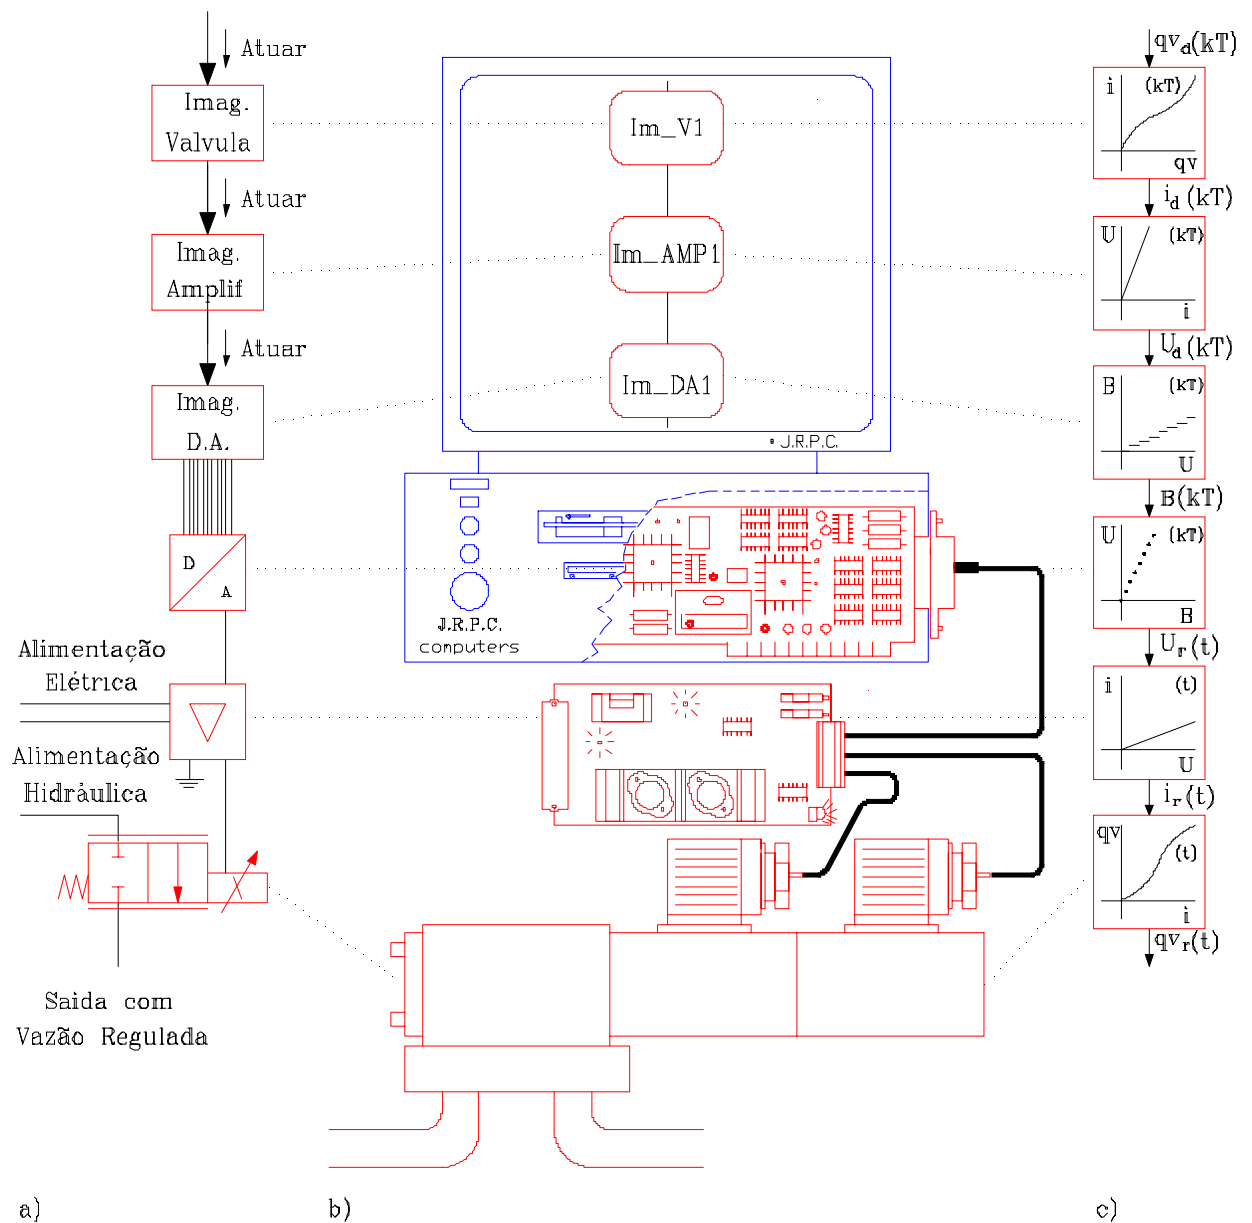 Atuar
Imag.
Valvula
Atuar
Imag.
Amplif
Atuar
Imag.
D.A.
D
A
Alimentação
Elétrica
Alimentação
Hidráulica
Saida com
Vazão Regulada
a)
Im_V1
Im_AMP1
Im_DA1
J.R.P.C.
J.R.P.C.
computers
b)
qv_d(kT)
i
(kT)
qv
i_d(kT)
U
(kT)
i
U_d(kT)
B
(kT)
U
B(kT)
U
(kT)
B
U_r(t)
i
(t)
U
i_r(t)
qv
(t)
i
qv_r(t)
c)